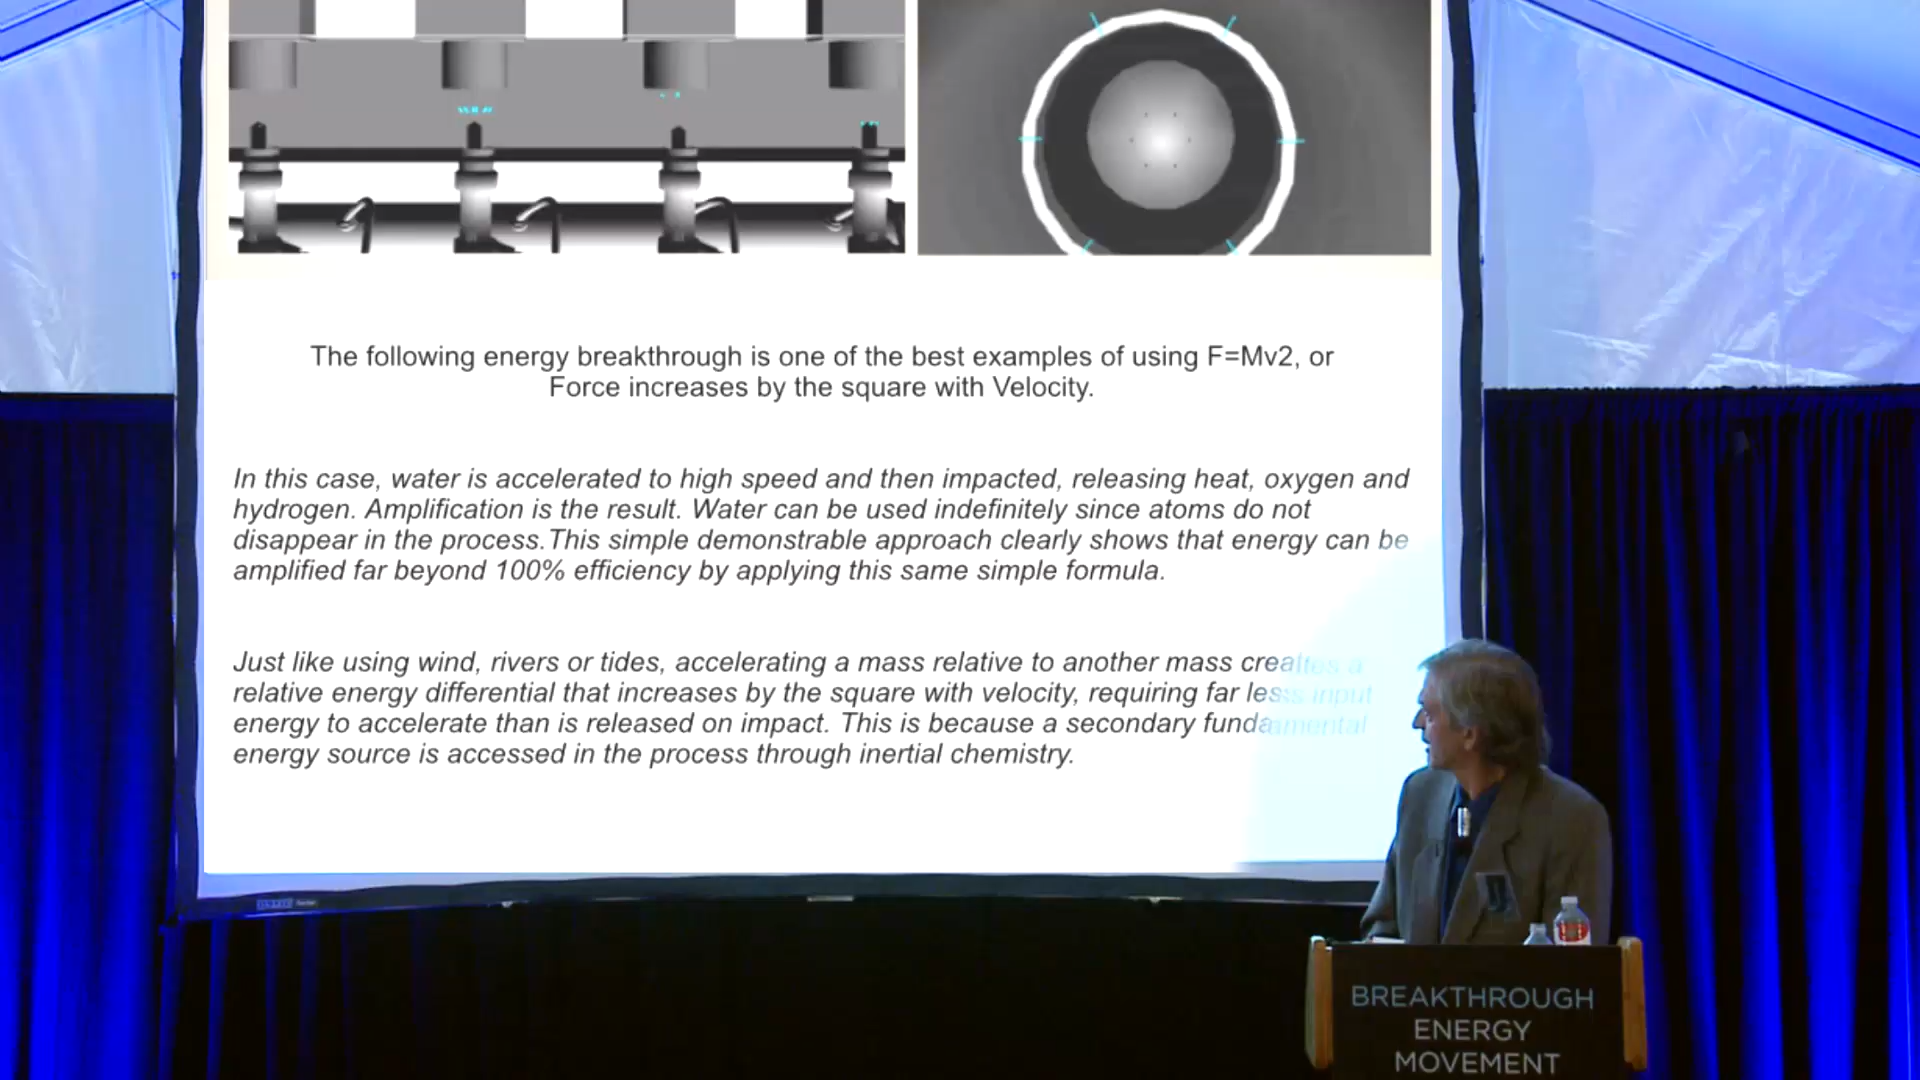 The following energy breakthrough is one of the best examples of using F=Mv2, or
Force increases by the square with Velocity.
In this case, water is accelerated to high speed and then impacted, releasing heat, oxygen and
hydrogen. Amplification is the result. Water can be used indefinitely since atoms do not
disappear in the process.This simple demonstrable approach clearly shows that energy can be
amplified far beyond 100% efficiency by applying this same simple formula.
Just like using wind, rivers or tides, accelerating a mass relative to another mass creates a
relative energy differential that increases by the square with velocity, requiring far less input
energy to accelerate than is released on impact. This is because a secondary fundamental
energy source is accessed in the process through inertial chemistry.
BREAKTHROUGH
ENERGY
MOVEMENT